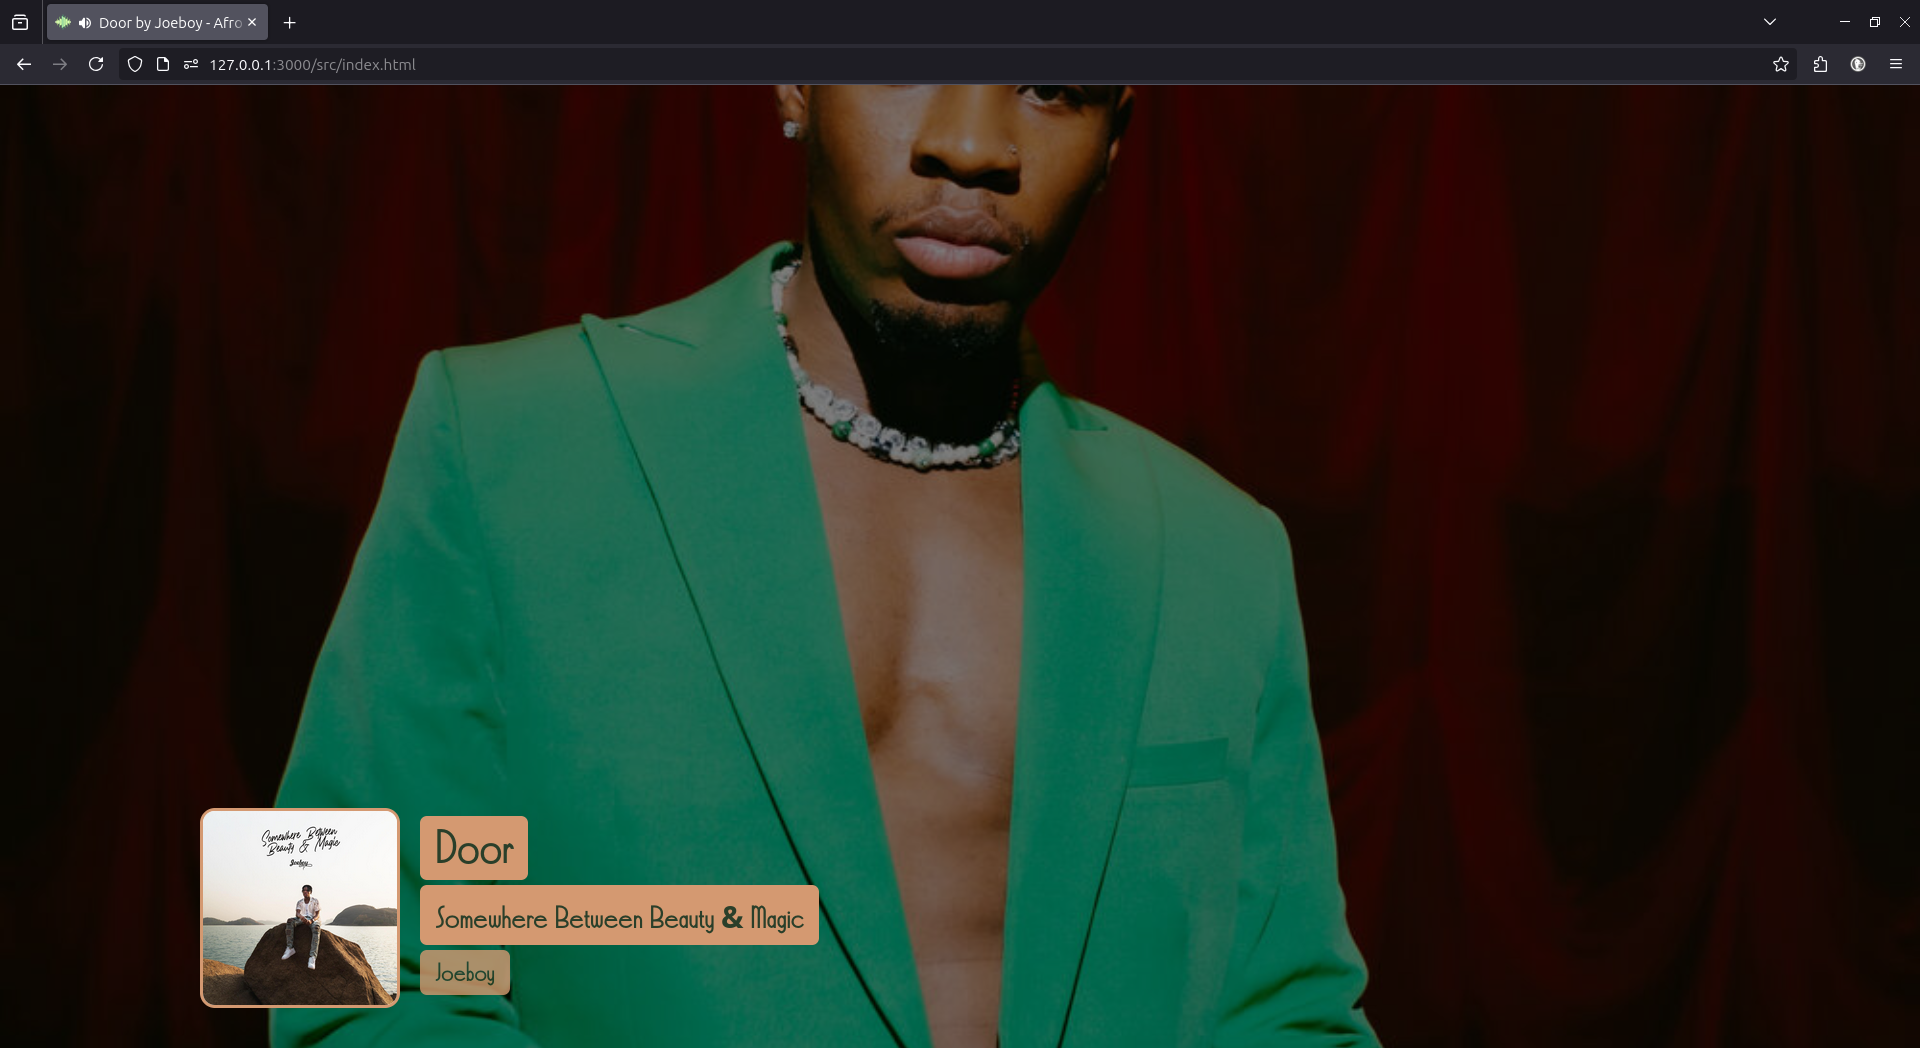 Door by Joeboy - Afro
127.0.0.1:3000/src/index.html
Somewhere Between
Beauty & Magic
Joeboy
Door
Somewhere Between Beauty & Magic
Joeboy